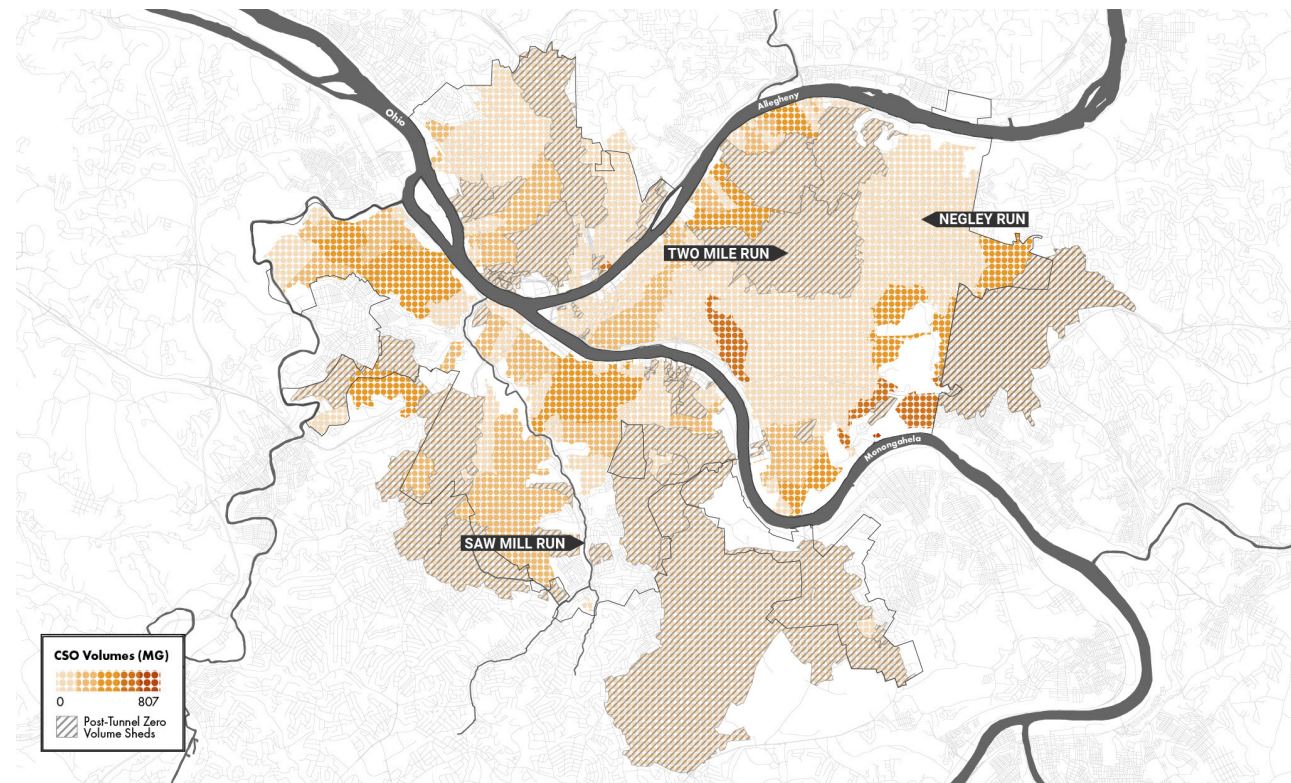 Ohio
Allegheny
NEGLEY RUN
TWO MILE RUN
Monongahela
SAW MILL RUN
CSO Volumes (MG)
0 807
Post-Tunnel Zero
Volume Sheds